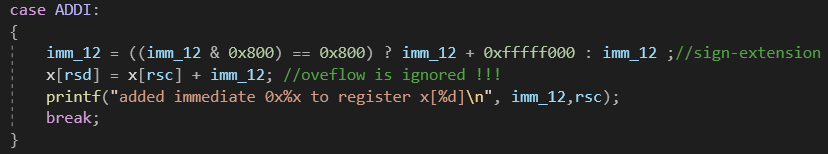 case ADDI:
{
imm_12 = ((imm_12 & 0x800) == 0x800) ? imm_12 + 0xfffff000 : imm_12 ;//sign-extension
x[rsd] = x[rsc] + imm_12; //oveflow is ignored !!!
printf("added immediate 0x%x to register x[%d]\n", imm_12,rsc);
break;
}